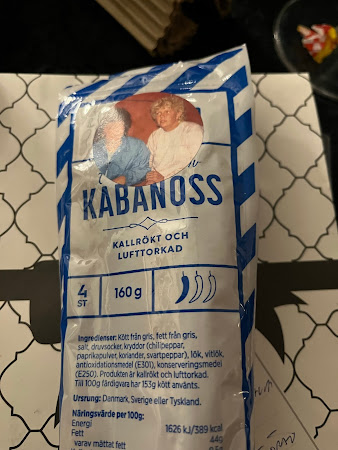 KABANOSS
KALLRÖKT OCH
LUFTTORKAD
4
ST
160 g
Ingredienser: Kött från gris, fett från gris,
salt, druvsocker, kryddor (chilipeppar,
paprikapulver, koriander, svartpeppar), lök, vitlök,
antioxidationsmedel (E301), konserveringsmedel
(E250). Produkten är kallrökt och lufttorkad.
Till 100g färdigvara har 153g kött använts.
Ursprung: Danmark, Sverige eller Tyskland.
Näringsvärde per 100g:
Energi 1626 kJ/389 kcal
Fett 44g
varav mättat fett